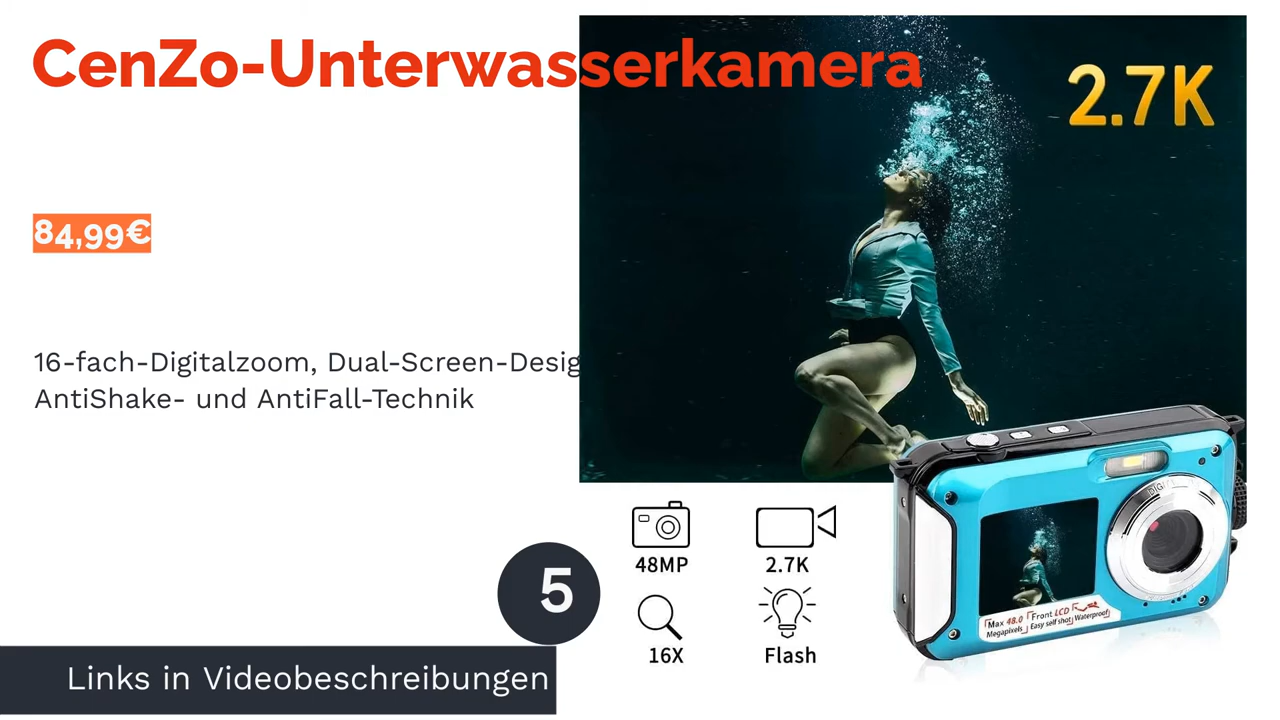 CenZo-Unterwasserkamera
2.7K
84,99€
16-fach-Digitalzoom, Dual-Screen-Desig
AntiShake- und AntiFall-Technik
48MP
2.7K
16X
Flash
5
Links in Videobeschreibungen
DIGI
Max 48.0 Megapixels
Front LCD Easy self shot
Waterproof